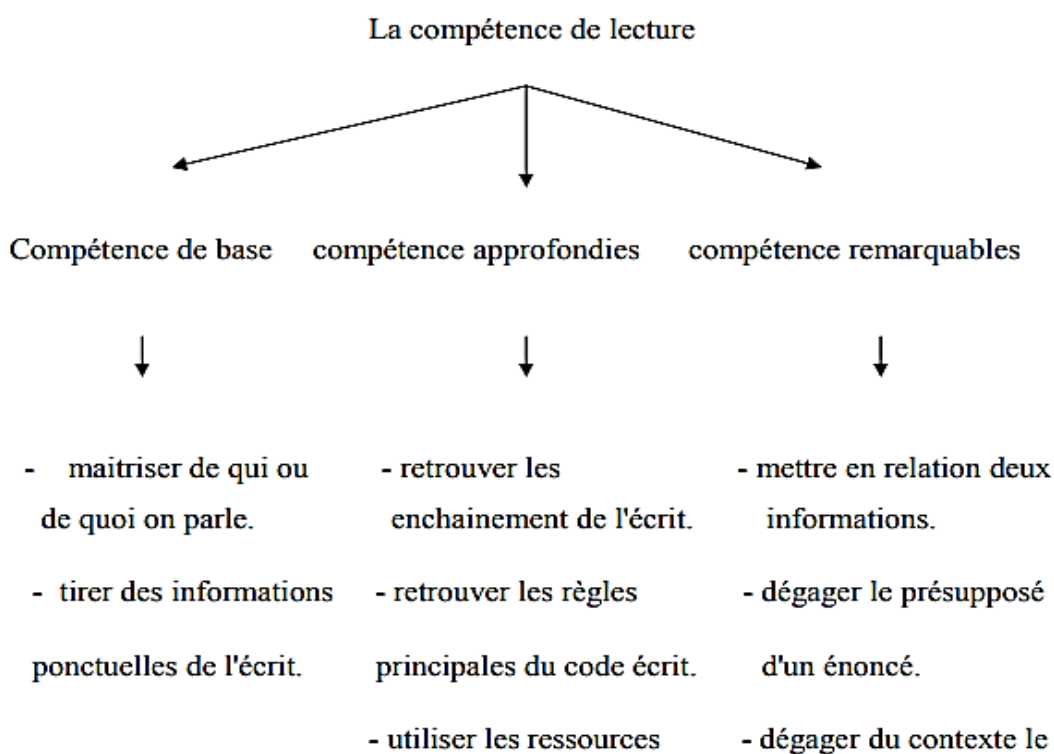 La compétence de lecture
Compétence de base compétence approfondies compétence remarquables
- maitriser de qui ou
de quoi on parle.
- tirer des informations
ponctuelles de l'écrit.
- retrouver les
enchainement de l'écrit.
- retrouver les règles
principales du code écrit.
- utiliser les ressources
- mettre en relation deux
informations.
- dégager le présupposé
d'un énoncé.
- dégager du contexte le